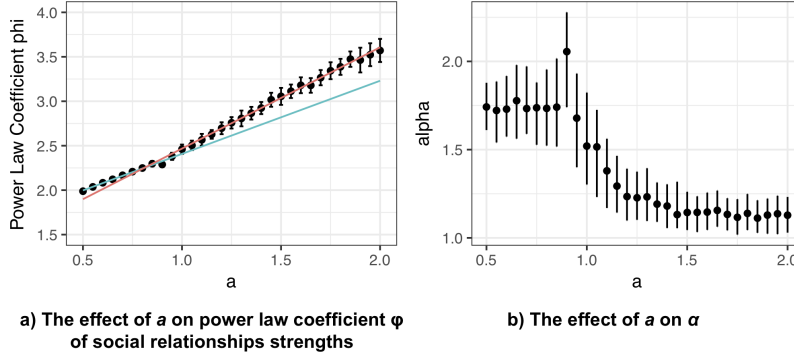 Power Law Coefficient phi
4.0
3.5
3.0
2.5
2.0
1.5
0.5 1.0 1.5 2.0
a
a) The effect of a on power law coefficient φ
of social relationships strengths
alpha
2.0
1.5
1.0
0.5 1.0 1.5 2.0
a
b) The effect of a on α